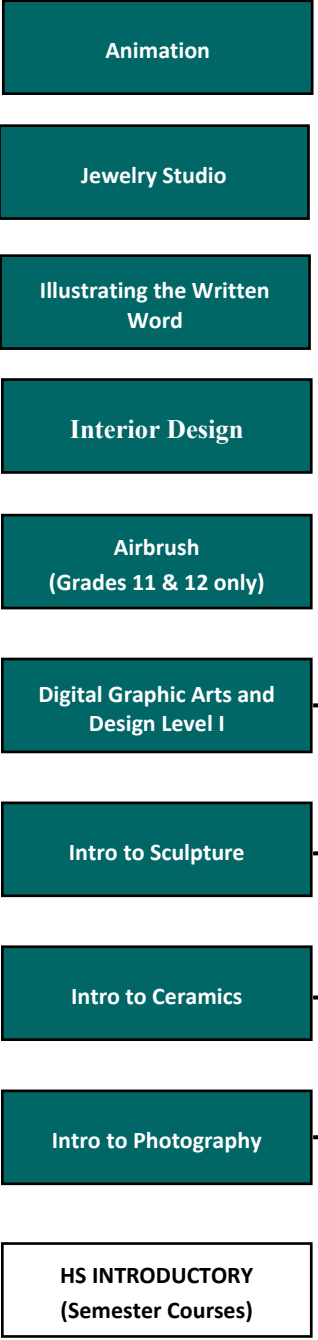 Animation
Jewelry Studio
Illustrating the Written
Word
Interior Design
Airbrush
(Grades 11 & 12 only)
Digital Graphic Arts and
Design Level I
Intro to Sculpture
Intro to Ceramics
Intro to Photography
HS INTRODUCTORY
(Semester Courses)